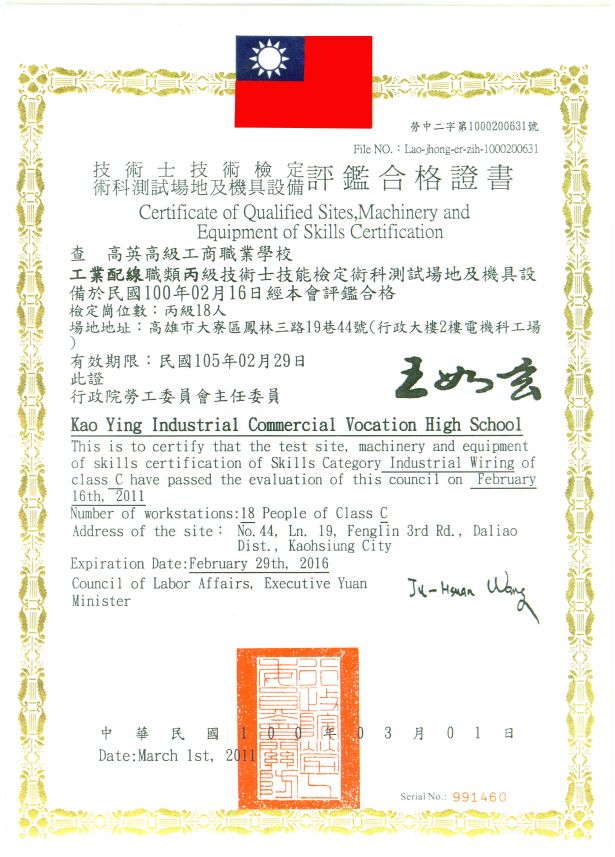 勞中二字第1000200631號
File NO.：Lao-jhong-er-zih-1000200631
技術士技術檢定
術科測試場地及機具設備評鑑合格證書
Certificate of Qualified Sites,Machinery and
Equipment of Skills Certification
查　高英高級工商職業學校
工業配線職類丙級技術士技能檢定術科測試場地及機具設
備於民國100年02月16日經本會評鑑合格
檢定崗位數：丙級18人
場地地址：高雄市大寮區鳳林三路19巷44號(行政大樓2樓電機科工場
)
有效期限：民國105年02月29日
此證
行政院勞工委員會主任委員
王如玄
Kao Ying Industrial Commercial Vocation High School
This is to certify that the test site, machinery and equipment
of skills certification of Skills Category Industrial Wiring of
class C have passed the evaluation of this council on February
16th, 2011
Number of workstations:18 People of Class C
Address of the site： No.44, Ln. 19, Fenglin 3rd Rd., Daliao
Dist., Kaohsiung City
Expiration Date:February 29th, 2016
Council of Labor Affairs, Executive Yuan
Minister
Ju-Hsuan Wang
中華民國100年03月01日
Date:March 1st, 2011
Serial No.: 991460